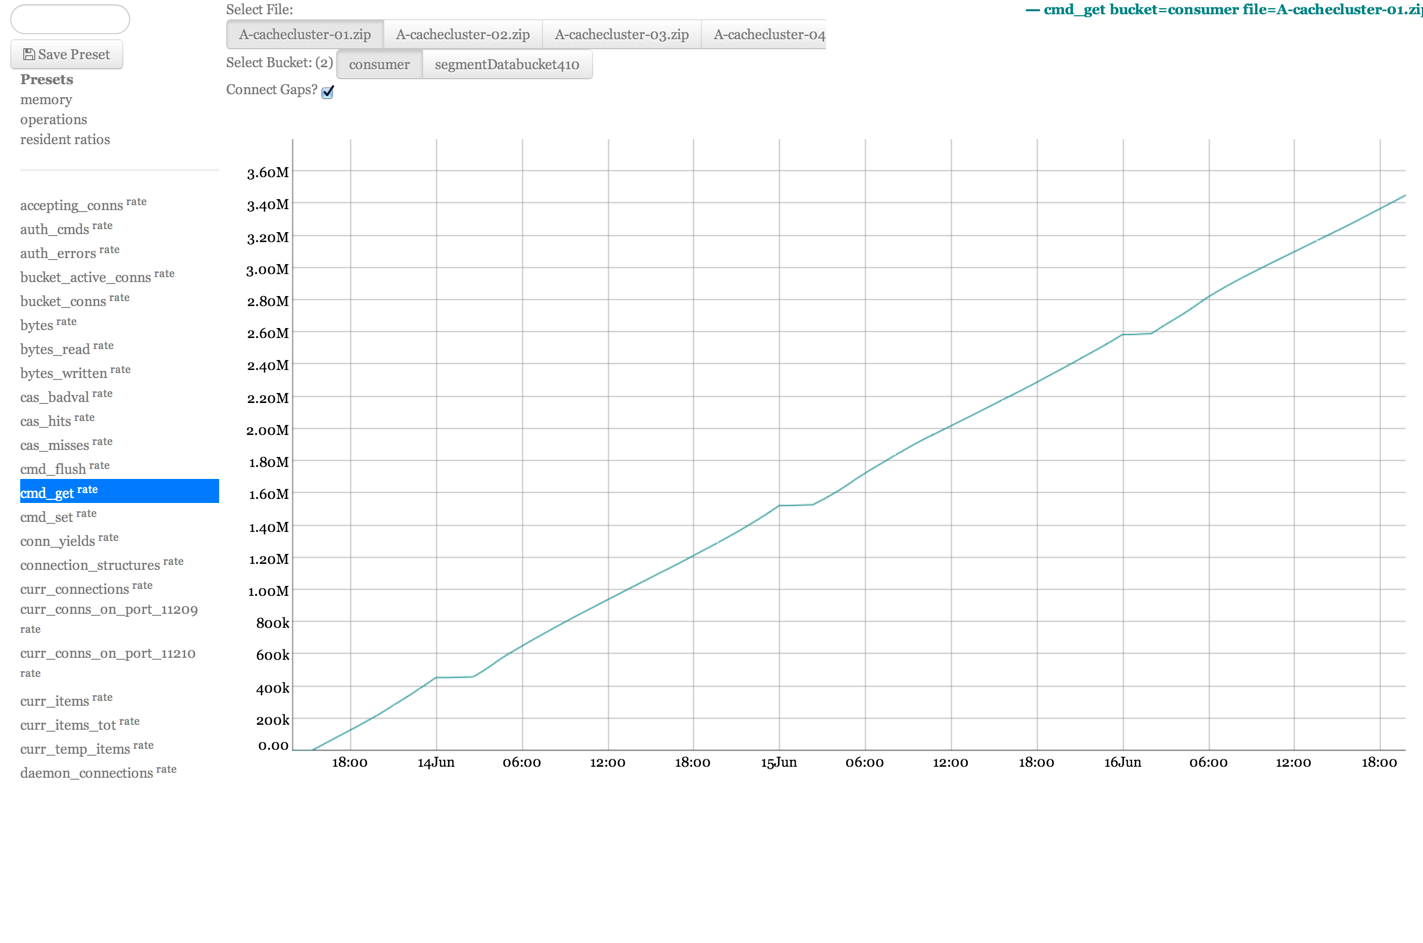 Save Preset
Presets
memory
operations
resident ratios
accepting_conns rate
auth_cmds rate
auth_errors rate
bucket_active_conns rate
bucket_conns rate
bytes rate
bytes_read rate
bytes_written rate
cas_badval rate
cas_hits rate
cas_misses rate
cmd_flush rate
cmd_get rate
cmd_set rate
conn_yields rate
connection_structures rate
curr_connections rate
curr_conns_on_port_11209
rate
curr_conns_on_port_11210
rate
curr_items rate
curr_items_tot rate
curr_temp_items rate
daemon_connections rate
Select File:
A-cachecluster-01.zip A-cachecluster-02.zip A-cachecluster-03.zip A-cachecluster-04
Select Bucket: (2) consumer segmentDatabucket410
Connect Gaps?
— cmd_get bucket=consumer file=A-cachecluster-01.zip
3.60M
3.40M
3.20M
3.00M
2.80M
2.60M
2.40M
2.20M
2.00M
1.80M
1.60M
1.40M
1.20M
1.00M
800k
600k
400k
200k
0.00
18:00 14Jun 06:00 12:00 18:00 15Jun 06:00 12:00 18:00 16Jun 06:00 12:00 18:00